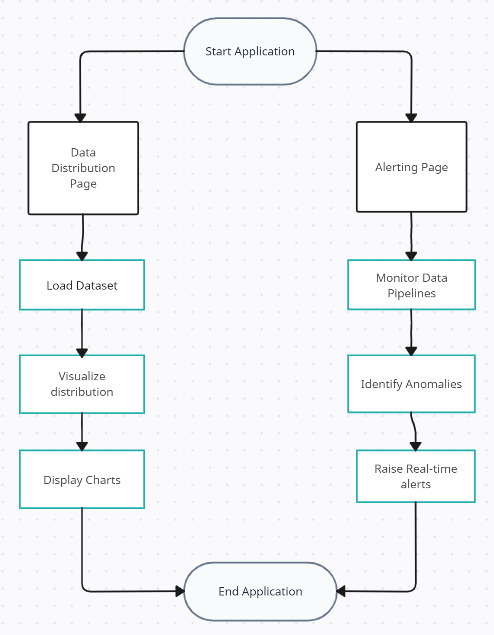 Start Application
Data
Distribution
Page
Alerting Page
Load Dataset
Monitor Data
Pipelines
Visualize
distribution
Identify Anomalies
Display Charts
Raise Real-time
alerts
End Application